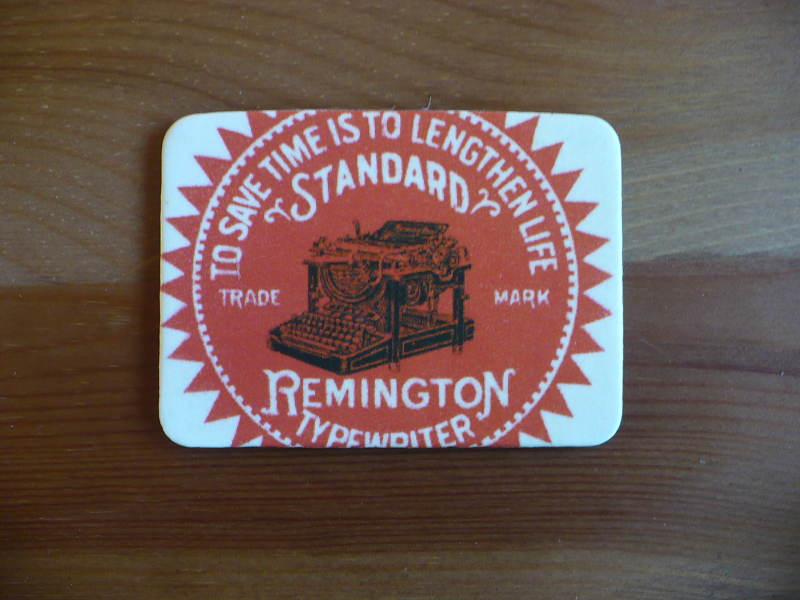 TO SAVE TIME IS TO LENGTHEN LIFE
STANDARD
TRADE MARK
REMINGTON
TYPEWRITER